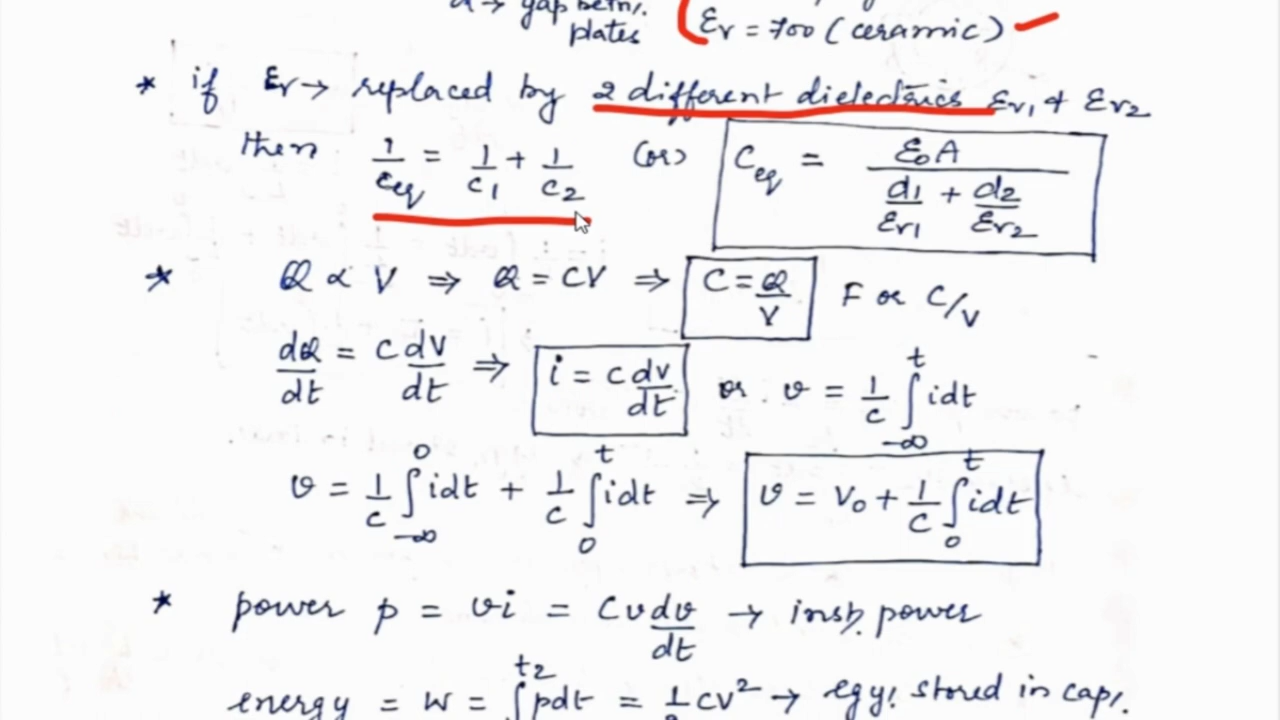 d → gap betn/.
plates
εr = 700 (ceramic)
* if εr → replaced by 2 different dielectrics εr1 & εr2
then 1/Ceq = 1/C1 + 1/C2 (or) Ceq = ε0A / (d1/εr1 + d2/εr2)
* Q ∝ V ⇒ Q = CV ⇒ C = Q/V F or C/V
dQ/dt = C dV/dt ⇒ i = C dv/dt or v = 1/C ∫_{-∞}^{t} idt
v = 1/C ∫_{-∞}^{0} idt + 1/C ∫_{0}^{t} idt ⇒ v = V0 + 1/C ∫_{0}^{t} idt
* power p = vi = Cv dv/dt → inst. power
energy = W = ∫^{t2} pdt = 1/2 cv² → egy! stored in cap/.